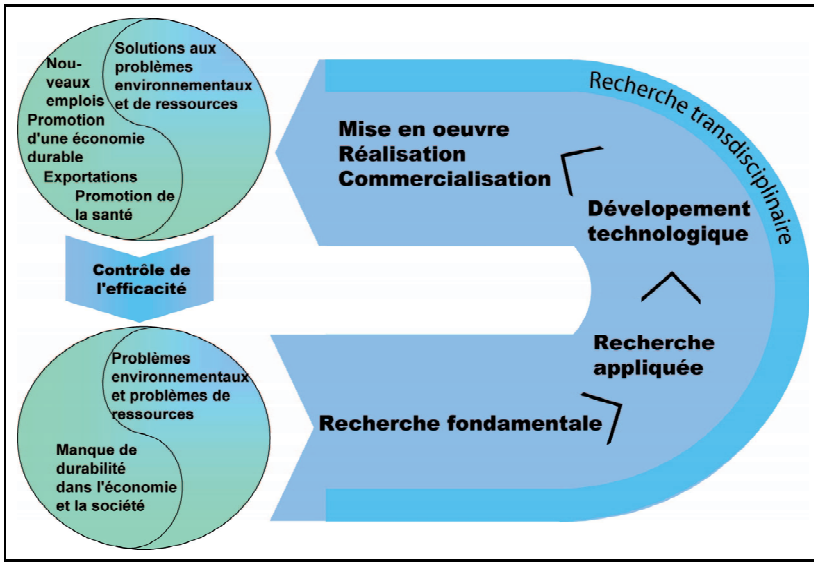 Solutions aux
problèmes
environnementaux
et de ressources
Nou-
veaux
emplois
Promotion
d'une économie
durable
Exportations
Promotion de
la santé
Contrôle de
l'efficacité
Problèmes
environnementaux
et problèmes de
ressources
Manque de
durabilité
dans l'économie
et la société
Recherche fondamentale
Recherche
appliquée
Dévelopement
technologique
Mise en oeuvre
Réalisation
Commercialisation
Recherche transdisciplinaire